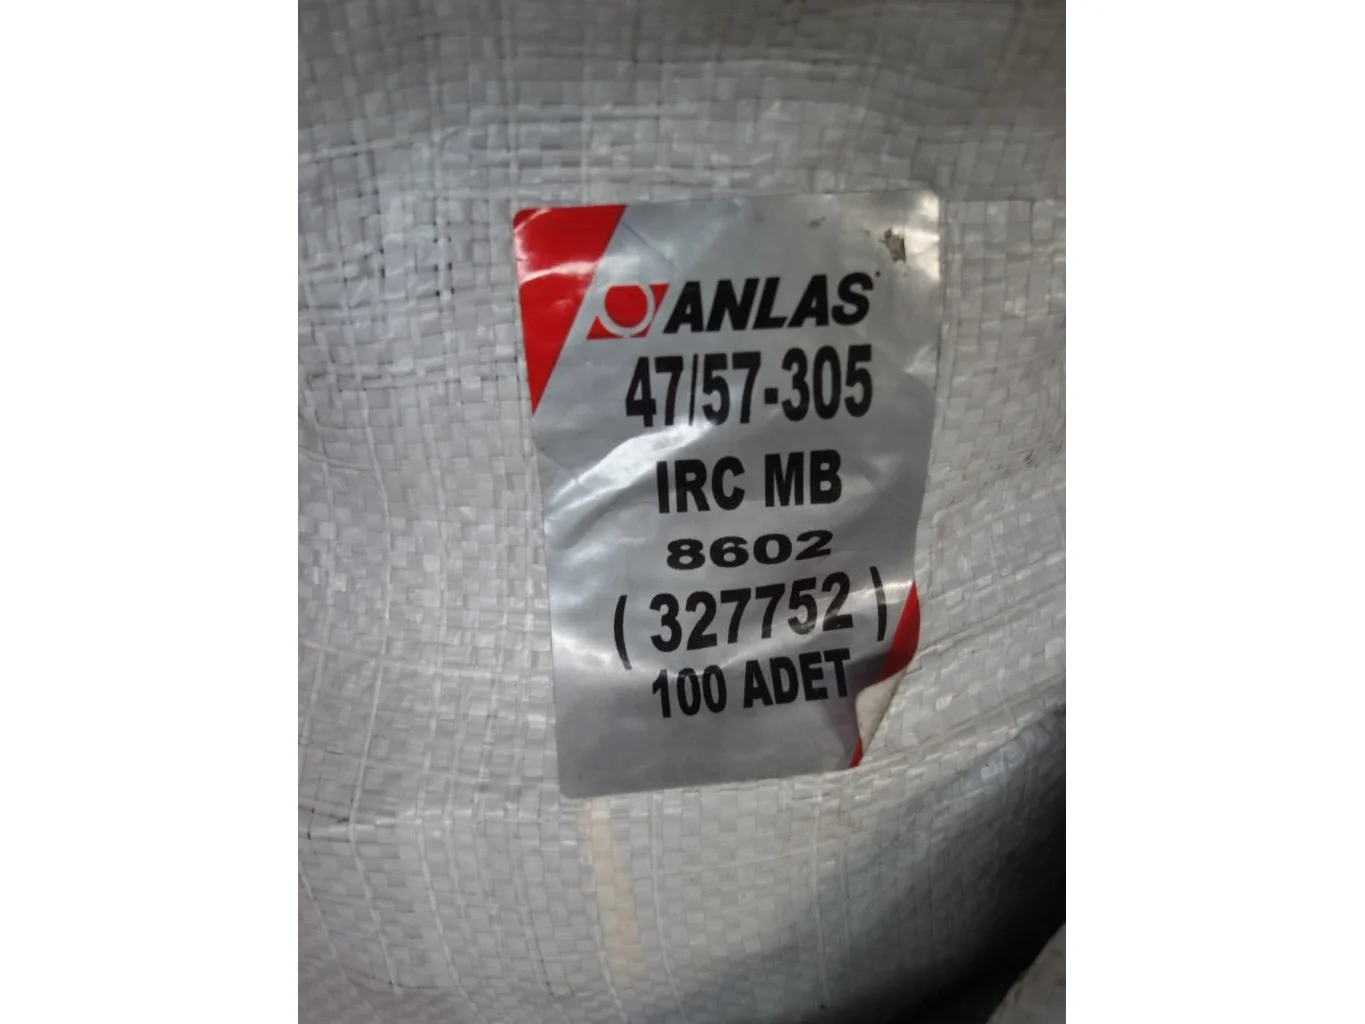 ANLAS
47/57-305
IRC MB
8602
( 327752 )
100 ADET